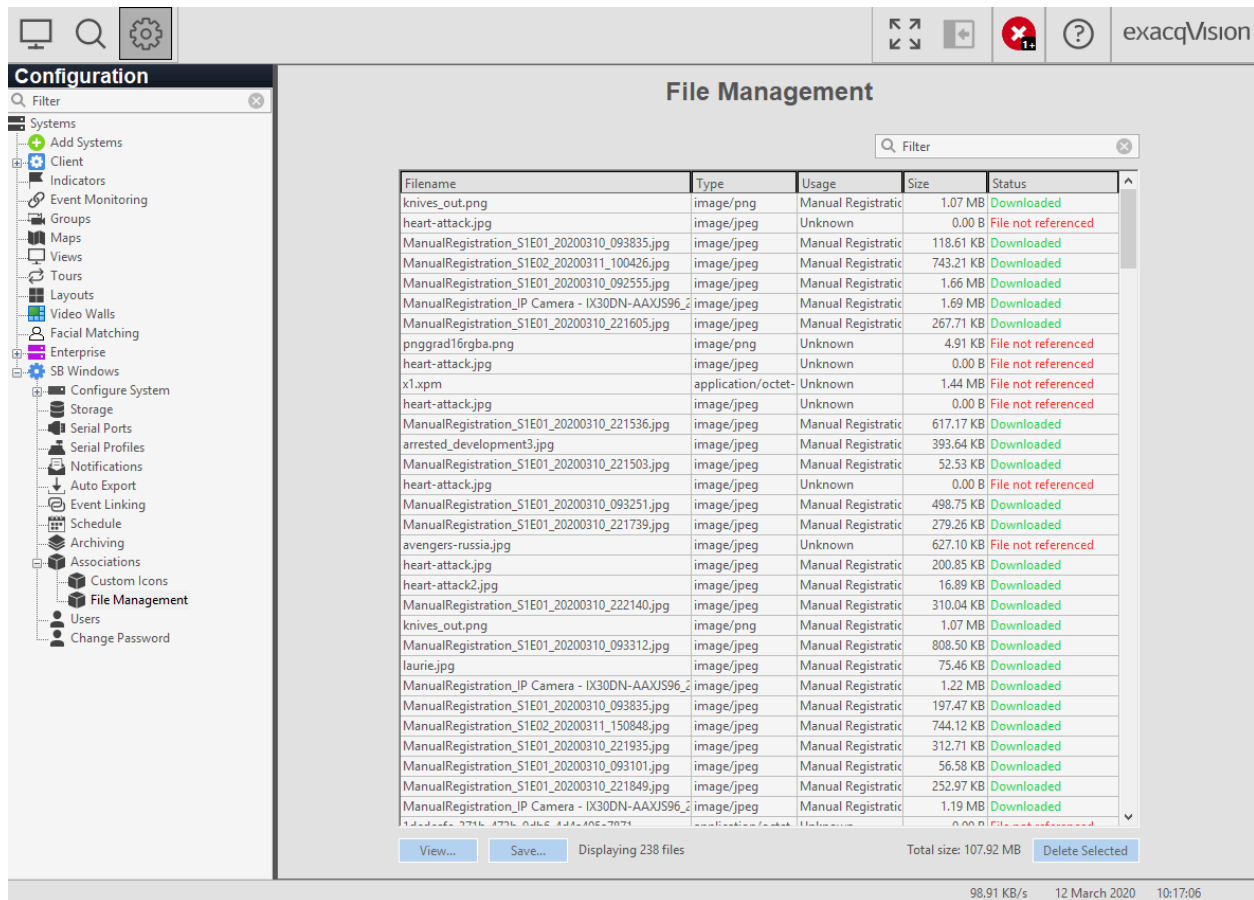 1+
?
exacqVision
Configuration
Filter
Systems
Add Systems
Client
Indicators
Event Monitoring
Groups
Maps
Views
Tours
Layouts
Video Walls
Facial Matching
Enterprise
SB Windows
Configure System
Storage
Serial Ports
Serial Profiles
Notifications
Auto Export
Event Linking
Schedule
Archiving
Associations
Custom Icons
File Management
Users
Change Password
File Management
Filter
Filename Type Usage Size Status
knives_out.png image/png Manual Registratic 1.07 MB Downloaded
heart-attack.jpg image/jpeg Unknown 0.00 B File not referenced
ManualRegistration_S1E01_20200310_093835.jpg image/jpeg Manual Registratic 118.61 KB Downloaded
ManualRegistration_S1E02_20200311_100426.jpg image/jpeg Manual Registratic 743.21 KB Downloaded
ManualRegistration_S1E01_20200310_092555.jpg image/jpeg Manual Registratic 1.66 MB Downloaded
ManualRegistration_IP Camera - IX30DN-AAXJS96_2 image/jpeg Manual Registratic 1.69 MB Downloaded
ManualRegistration_S1E01_20200310_221605.jpg image/jpeg Manual Registratic 267.71 KB Downloaded
pnggrad16rgba.png image/png Unknown 4.91 KB File not referenced
heart-attack.jpg image/jpeg Unknown 0.00 B File not referenced
x1.xpm application/octet- Unknown 1.44 MB File not referenced
heart-attack.jpg image/jpeg Unknown 0.00 B File not referenced
ManualRegistration_S1E01_20200310_221536.jpg image/jpeg Manual Registratic 617.17 KB Downloaded
arrested_development3.jpg image/jpeg Manual Registratic 393.64 KB Downloaded
ManualRegistration_S1E01_20200310_221503.jpg image/jpeg Manual Registratic 52.53 KB Downloaded
heart-attack.jpg image/jpeg Unknown 0.00 B File not referenced
ManualRegistration_S1E01_20200310_093251.jpg image/jpeg Manual Registratic 498.75 KB Downloaded
ManualRegistration_S1E01_20200310_221739.jpg image/jpeg Manual Registratic 279.26 KB Downloaded
avengers-russia.jpg image/jpeg Unknown 627.10 KB File not referenced
heart-attack.jpg image/jpeg Manual Registratic 200.85 KB Downloaded
heart-attack2.jpg image/jpeg Manual Registratic 16.89 KB Downloaded
ManualRegistration_S1E01_20200310_222140.jpg image/jpeg Manual Registratic 310.04 KB Downloaded
knives_out.png image/png Manual Registratic 1.07 MB Downloaded
ManualRegistration_S1E01_20200310_093312.jpg image/jpeg Manual Registratic 808.50 KB Downloaded
laurie.jpg image/jpeg Manual Registratic 75.46 KB Downloaded
ManualRegistration_IP Camera - IX30DN-AAXJS96_2 image/jpeg Manual Registratic 1.22 MB Downloaded
ManualRegistration_S1E01_20200310_093835.jpg image/jpeg Manual Registratic 197.47 KB Downloaded
ManualRegistration_S1E02_20200311_150848.jpg image/jpeg Manual Registratic 744.12 KB Downloaded
ManualRegistration_S1E01_20200310_221935.jpg image/jpeg Manual Registratic 312.71 KB Downloaded
ManualRegistration_S1E01_20200310_093101.jpg image/jpeg Manual Registratic 56.58 KB Downloaded
ManualRegistration_S1E01_20200310_221849.jpg image/jpeg Manual Registratic 252.97 KB Downloaded
ManualRegistration_IP Camera - IX30DN-AAXJS96_2 image/jpeg Manual Registratic 1.19 MB Downloaded
View... Save... Displaying 238 files Total size: 107.92 MB Delete Selected
98.91 KB/s 12 March 2020 10:17:06